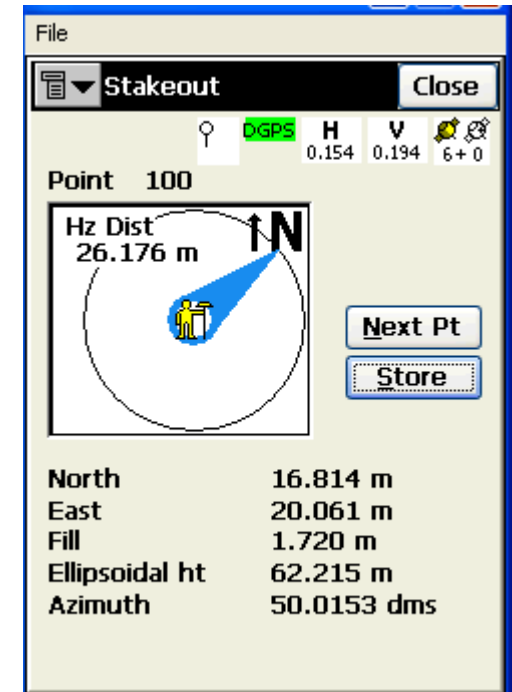 File
Stakeout Close
DGPS H V
0.154 0.194 6+ 0
Point 100
Hz Dist N
26.176 m
Next Pt
Store
North 16.814 m
East 20.061 m
Fill 1.720 m
Ellipsoidal ht 62.215 m
Azimuth 50.0153 dms